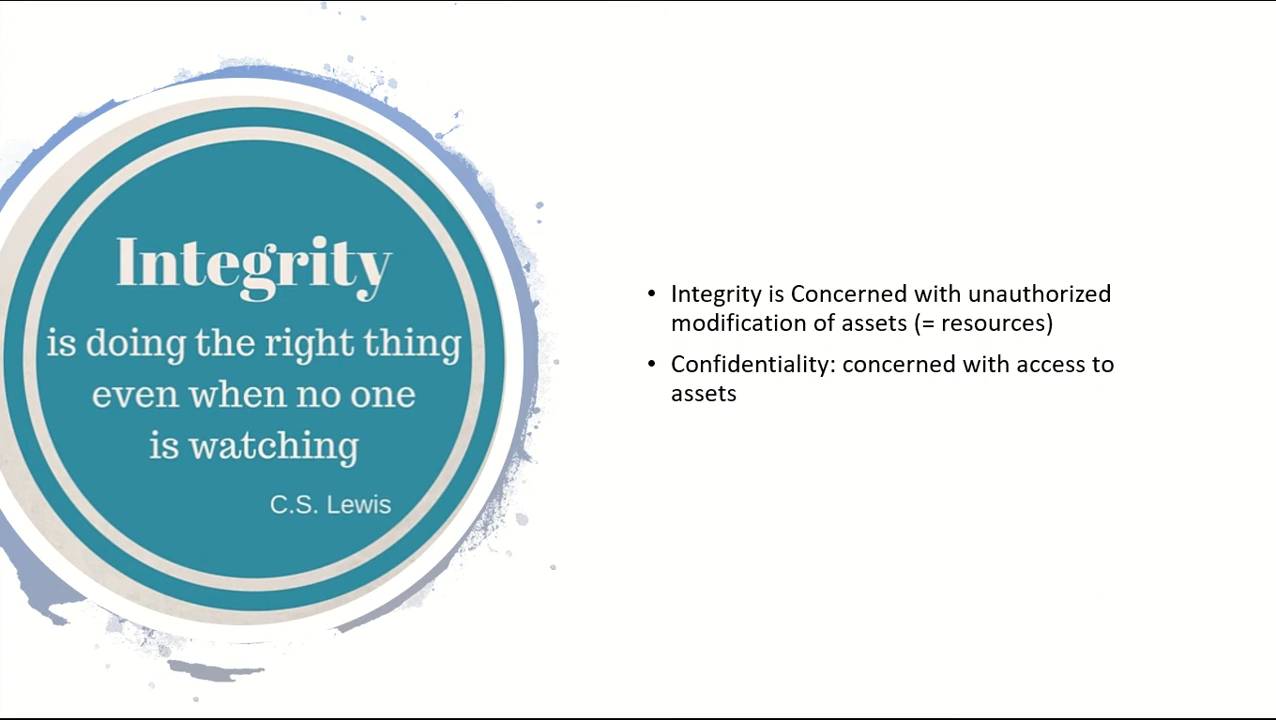 Integrity
is doing the right thing
even when no one
is watching
C.S. Lewis
• Integrity is Concerned with unauthorized
modification of assets (= resources)
• Confidentiality: concerned with access to
assets